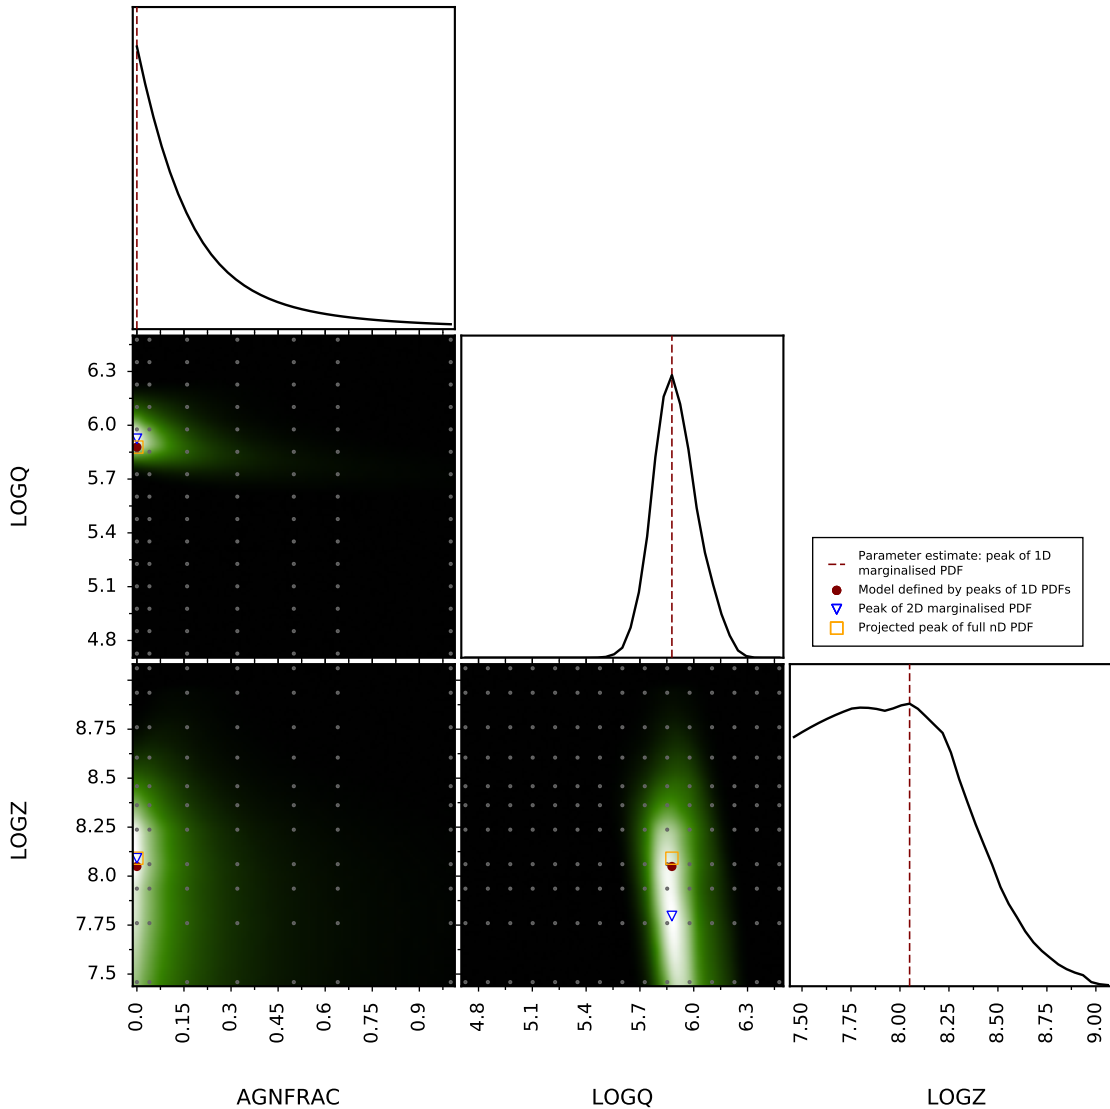 6.3
6.0
5.7
5.4
5.1
4.8
LOGQ
Parameter estimate: peak of 1D
marginalised PDF
Model defined by peaks of 1D PDFs
Peak of 2D marginalised PDF
Projected peak of full nD PDF
8.75
8.5
8.25
8.0
7.75
7.5
LOGZ
0.0 0.15 0.3 0.45 0.6 0.75 0.9
4.8 5.1 5.4 5.7 6.0 6.3
7.50 7.75 8.00 8.25 8.50 8.75 9.00
AGNFRAC LOGQ LOGZ